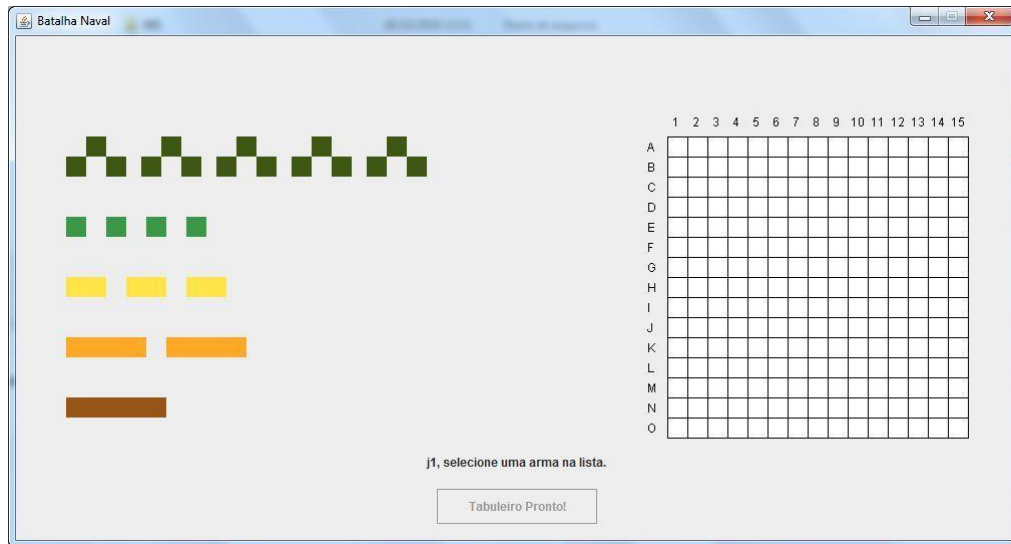 Batalha Naval
1 2 3 4 5 6 7 8 9 10 11 12 13 14 15
A
B
C
D
E
F
G
H
I
J
K
L
M
N
O
j1, selecione uma arma na lista.
Tabuleiro Pronto!